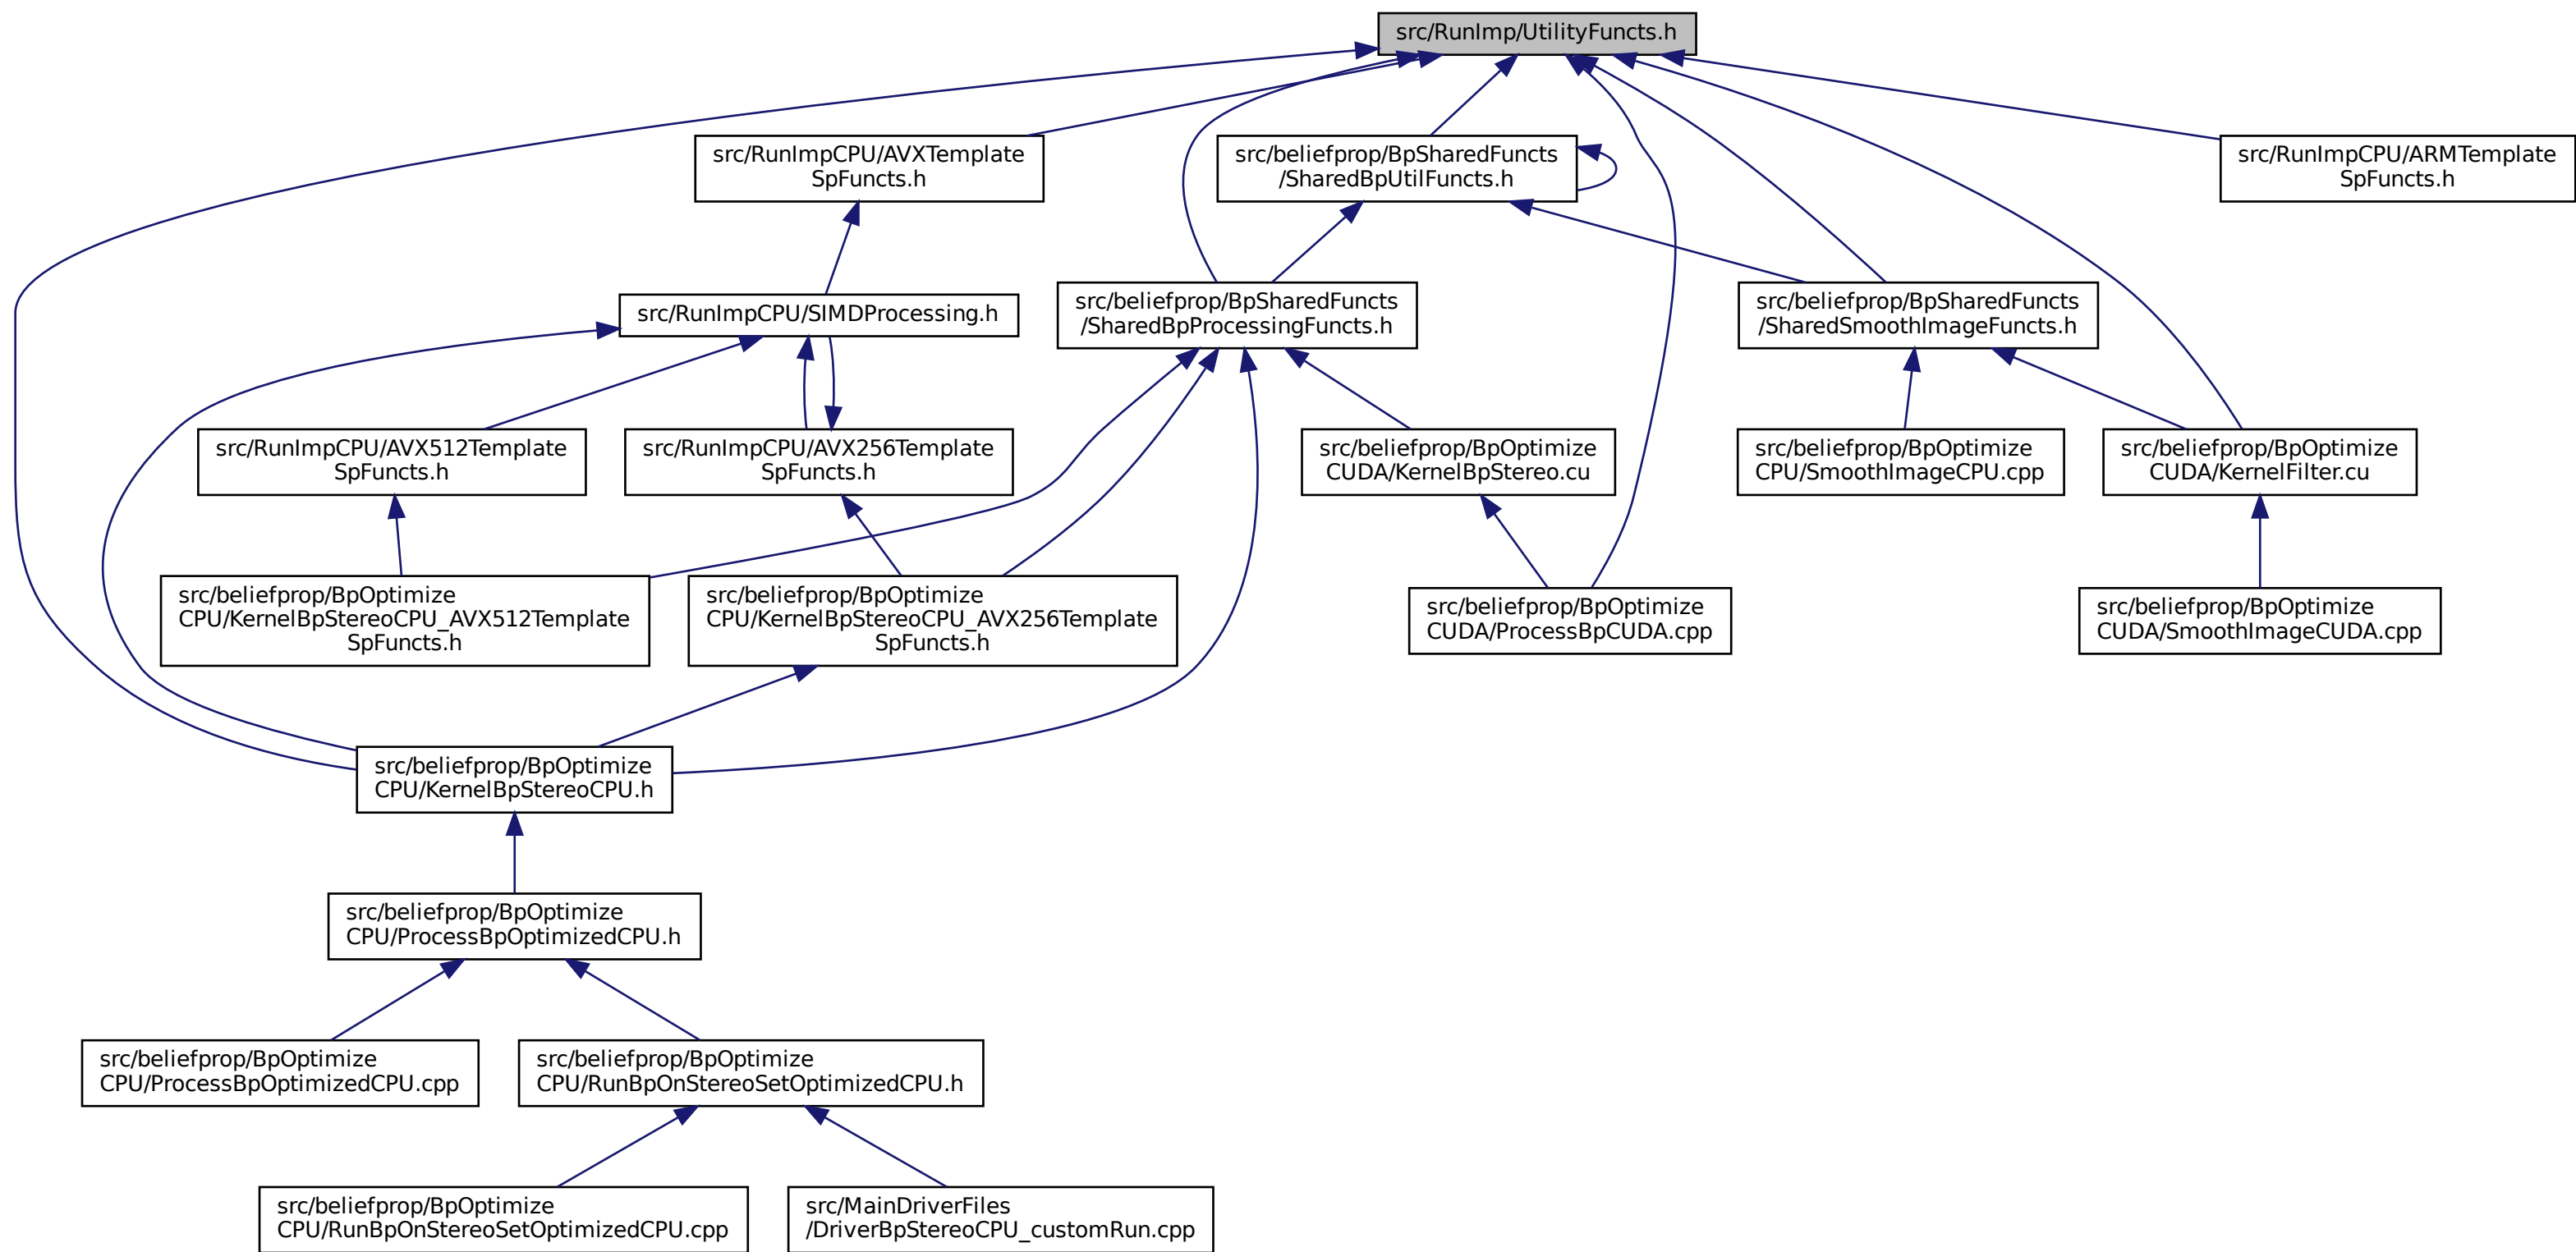 src/RunImp/UtilityFuncts.h
src/RunImpCPU/AVXTemplate
SpFuncts.h
src/beliefprop/BpSharedFuncts
/SharedBpUtilFuncts.h
src/RunImpCPU/ARMTemplate
SpFuncts.h
src/RunImpCPU/SIMDProcessing.h
src/beliefprop/BpSharedFuncts
/SharedBpProcessingFuncts.h
src/beliefprop/BpSharedFuncts
/SharedSmoothImageFuncts.h
src/RunImpCPU/AVX512Template
SpFuncts.h
src/RunImpCPU/AVX256Template
SpFuncts.h
src/beliefprop/BpOptimize
CUDA/KernelBpStereo.cu
src/beliefprop/BpOptimize
CPU/SmoothImageCPU.cpp
src/beliefprop/BpOptimize
CUDA/KernelFilter.cu
src/beliefprop/BpOptimize
CPU/KernelBpStereoCPU_AVX512Template
SpFuncts.h
src/beliefprop/BpOptimize
CPU/KernelBpStereoCPU_AVX256Template
SpFuncts.h
src/beliefprop/BpOptimize
CUDA/ProcessBpCUDA.cpp
src/beliefprop/BpOptimize
CUDA/SmoothImageCUDA.cpp
src/beliefprop/BpOptimize
CPU/KernelBpStereoCPU.h
src/beliefprop/BpOptimize
CPU/ProcessBpOptimizedCPU.h
src/beliefprop/BpOptimize
CPU/ProcessBpOptimizedCPU.cpp
src/beliefprop/BpOptimize
CPU/RunBpOnStereoSetOptimizedCPU.h
src/beliefprop/BpOptimize
CPU/RunBpOnStereoSetOptimizedCPU.cpp
src/MainDriverFiles
/DriverBpStereoCPU_customRun.cpp